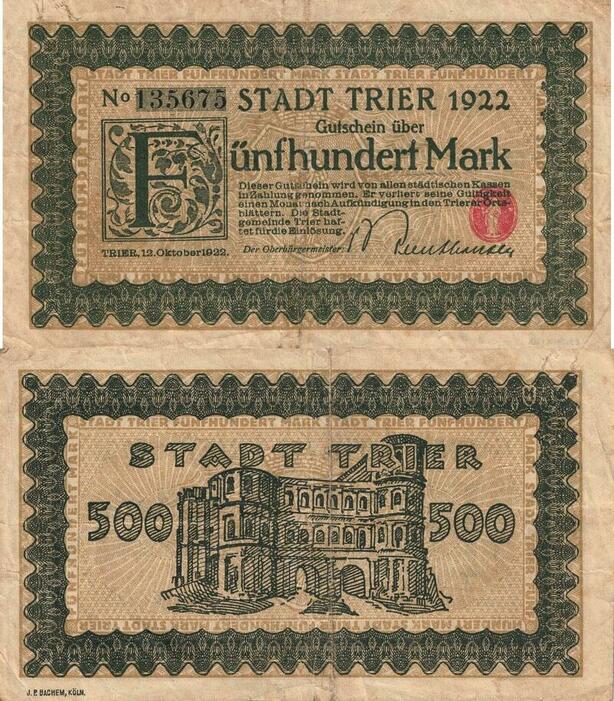 STADT TRIER FÜNFHUNDERT MARK STADT TRIER FÜNFHUNDERT
No 135675 STADT TRIER 1922
Gutschein über
Fünfhundert Mark
Dieser Gutschein wird von allen städtischen Kassen
in Zahlung genommen. Er verliert seine Gültigkeit
einen Monat nach Aufkündigung in den Trierer Orts-
blättern. Die Stadt-
gemeinde Trier haf-
tet für die Einlösung.
TRIER, 12. Oktober 1922.
Der Oberbürgermeister:
STADT TRIER FÜNFHUNDERT MARK STADT TRIER FÜNFHUNDERT
STADT TRIER
500 500
J. P. BACHEM, KÖLN.